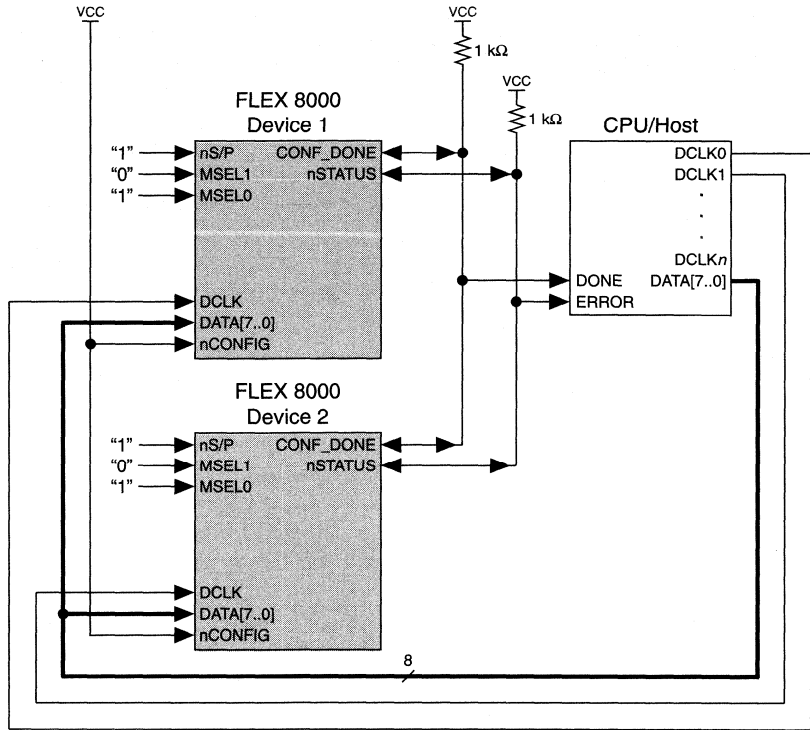 VCC
VCC
1 kΩ
VCC
1 kΩ
FLEX 8000
Device 1
"1"
nS/P
CONF_DONE
"0"
MSEL1
nSTATUS
"1"
MSEL0
DCLK
DATA[7..0]
nCONFIG
CPU/Host
DCLK0
DCLK1
.
.
.
DCLKn
DONE
DATA[7..0]
ERROR
FLEX 8000
Device 2
"1"
nS/P
CONF_DONE
"0"
MSEL1
nSTATUS
"1"
MSEL0
DCLK
DATA[7..0]
nCONFIG
8